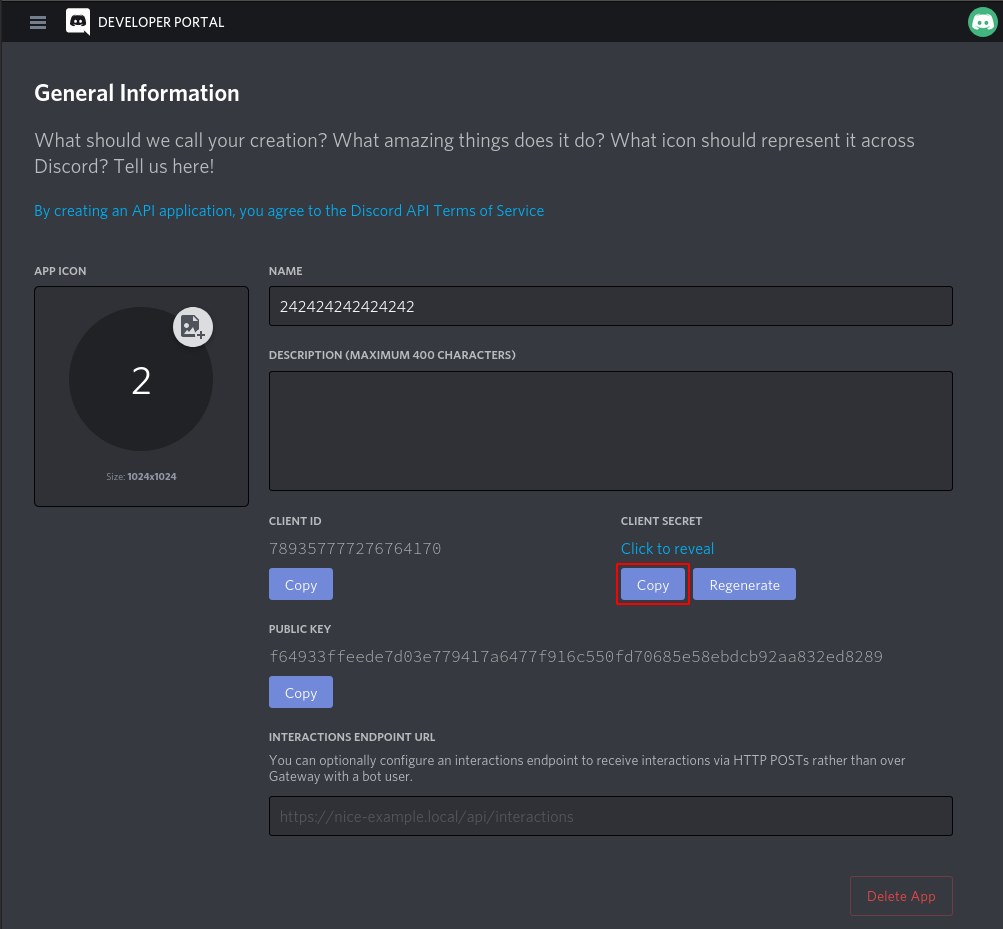 DEVELOPER PORTAL
General Information
What should we call your creation? What amazing things does it do? What icon should represent it across
Discord? Tell us here!
By creating an API application, you agree to the Discord API Terms of Service
APP ICON
2
Size: 1024x1024
NAME
242424242424242
DESCRIPTION (MAXIMUM 400 CHARACTERS)
CLIENT ID
789357777276764170
Copy
CLIENT SECRET
Click to reveal
Copy Regenerate
PUBLIC KEY
f64933ffeede7d03e779417a6477f916c550fd70685e58ebdcb92aa832ed8289
Copy
INTERACTIONS ENDPOINT URL
You can optionally configure an interactions endpoint to receive interactions via HTTP POSTs rather than over
Gateway with a bot user.
https://nice-example.local/api/interactions
Delete App